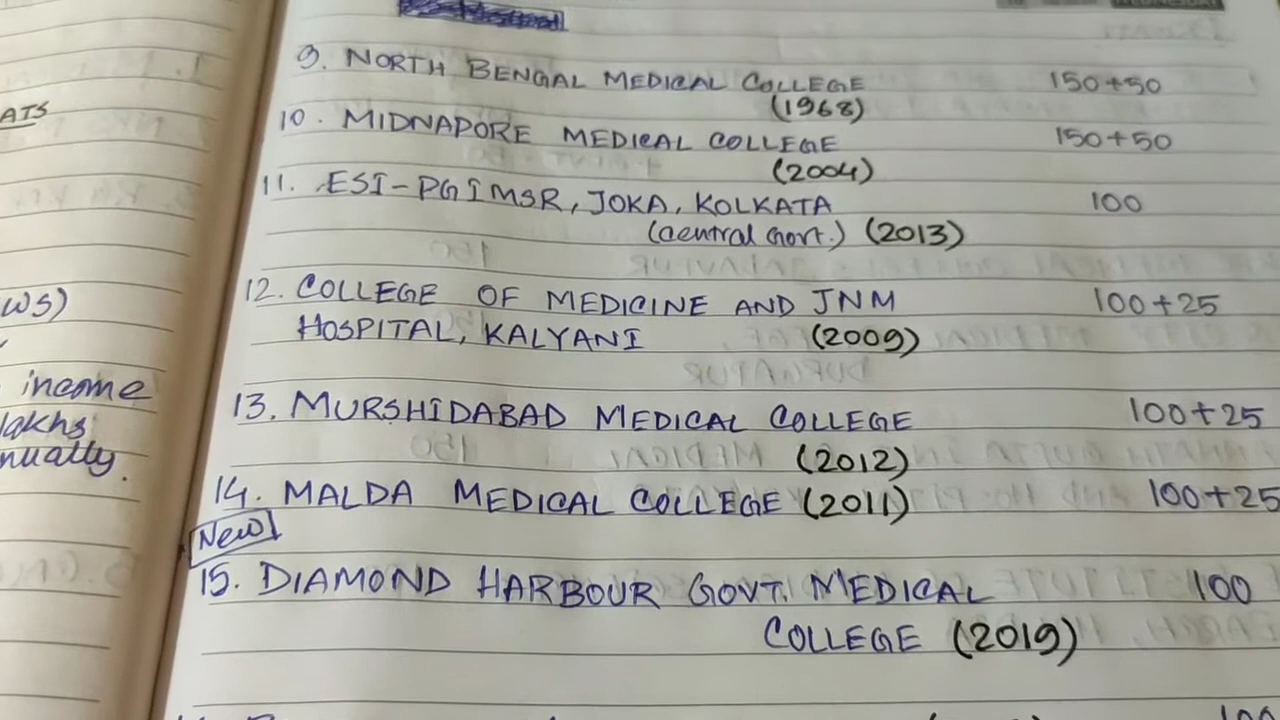 ATS
WS)
income
lakhs
nually.
9. NORTH BENGAL MEDICAL COLLEGE 150+50
(1968)
10. MIDNAPORE MEDICAL COLLEGE 150+50
(2004)
11. ESI-PGIMSR, JOKA, KOLKATA 100
(Central Govt.) (2013)
12. COLLEGE OF MEDICINE AND JNM 100+25
HOSPITAL, KALYANI (2009)
13. MURSHIDABAD MEDICAL COLLEGE 100+25
(2012)
14. MALDA MEDICAL COLLEGE (2011) 100+25
New
15. DIAMOND HARBOUR GOVT. MEDICAL 100
COLLEGE (2019)